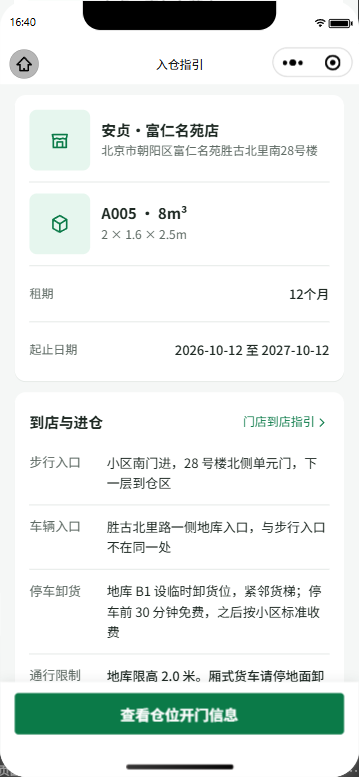 16:40
入仓指引
安贞·富仁名苑店
北京市朝阳区富仁名苑胜古北里南28号楼
A005 · 8m³
2 × 1.6 × 2.5m
租期
12个月
起止日期
2026-10-12 至 2027-10-12
到店与进仓
门店到店指引
步行入口
小区南门进，28 号楼北侧单元门，下
一层到仓区
车辆入口
胜古北里路一侧地库入口，与步行入口
不在同一处
停车卸货
地库 B1 设临时卸货位，紧邻货梯；停
车前 30 分钟免费，之后按小区标准收
费
通行限制
地库限高 2.0 米。厢式货车请停地面卸
查看仓位开门信息